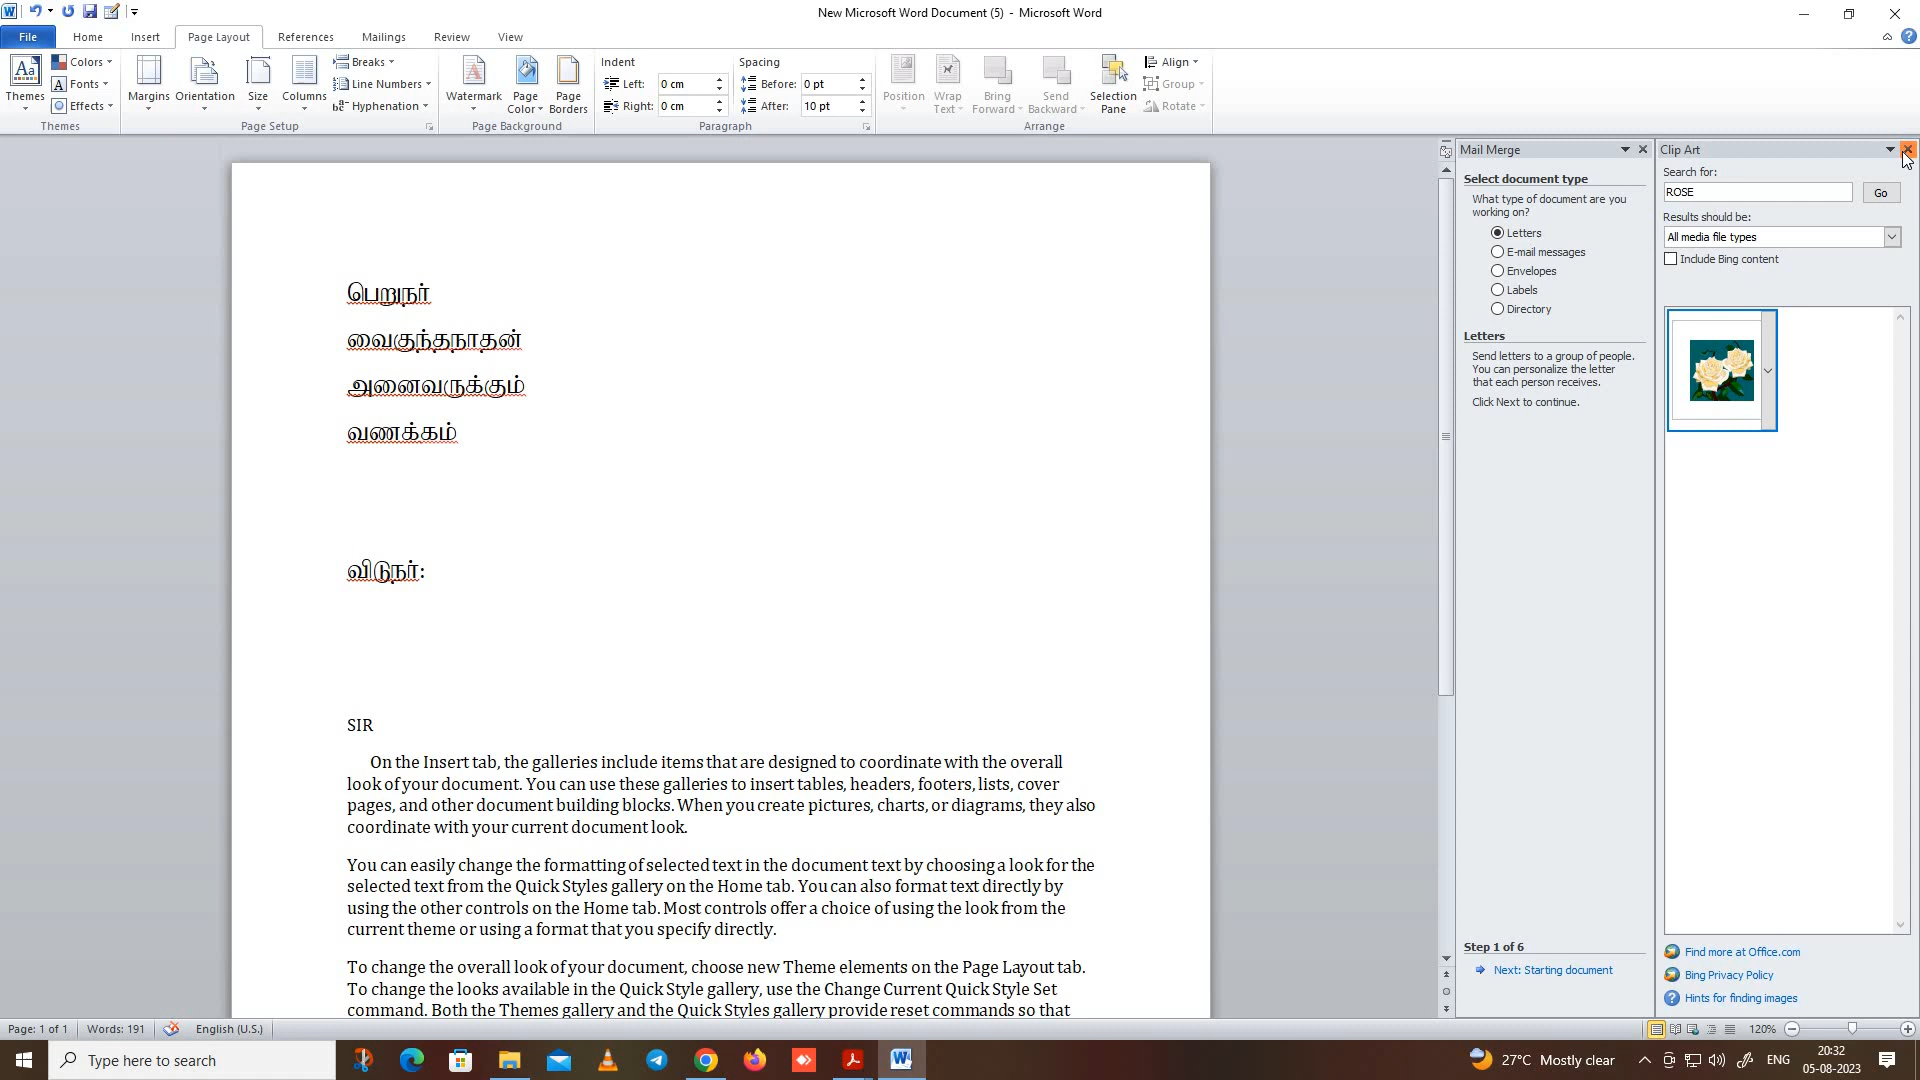 New Microsoft Word Document (5) - Microsoft Word
File Home Insert Page Layout References Mailings Review View
Themes
Colors
Fonts
Effects
Themes
Margins Orientation Size Columns
Breaks
Line Numbers
Hyphenation
Page Setup
Watermark Page Color Page Borders
Page Background
Indent
Left: 0 cm
Right: 0 cm
Spacing
Before: 0 pt
After: 10 pt
Paragraph
Position Wrap Text Bring Forward Send Backward Selection Pane
Align
Group
Rotate
Arrange
பெறுநர்
வைகுந்தநாதன்
அனைவருக்கும்
வணக்கம்
விடுநர்:
SIR
On the Insert tab, the galleries include items that are designed to coordinate with the overall
look of your document. You can use these galleries to insert tables, headers, footers, lists, cover
pages, and other document building blocks. When you create pictures, charts, or diagrams, they also
coordinate with your current document look.
You can easily change the formatting of selected text in the document text by choosing a look for the
selected text from the Quick Styles gallery on the Home tab. You can also format text directly by
using the other controls on the Home tab. Most controls offer a choice of using the look from the
current theme or using a format that you specify directly.
To change the overall look of your document, choose new Theme elements on the Page Layout tab.
To change the looks available in the Quick Style gallery, use the Change Current Quick Style Set
command. Both the Themes gallery and the Quick Styles gallery provide reset commands so that
Mail Merge
Select document type
What type of document are you
working on?
Letters
E-mail messages
Envelopes
Labels
Directory
Letters
Send letters to a group of people.
You can personalize the letter
that each person receives.
Click Next to continue.
Step 1 of 6
Next: Starting document
Clip Art
Search for:
ROSE Go
Results should be:
All media file types
Include Bing content
Find more at Office.com
Bing Privacy Policy
Hints for finding images
Page: 1 of 1 Words: 191 English (U.S.) 120%
Type here to search 27°C Mostly clear ENG
20:32
05-08-2023